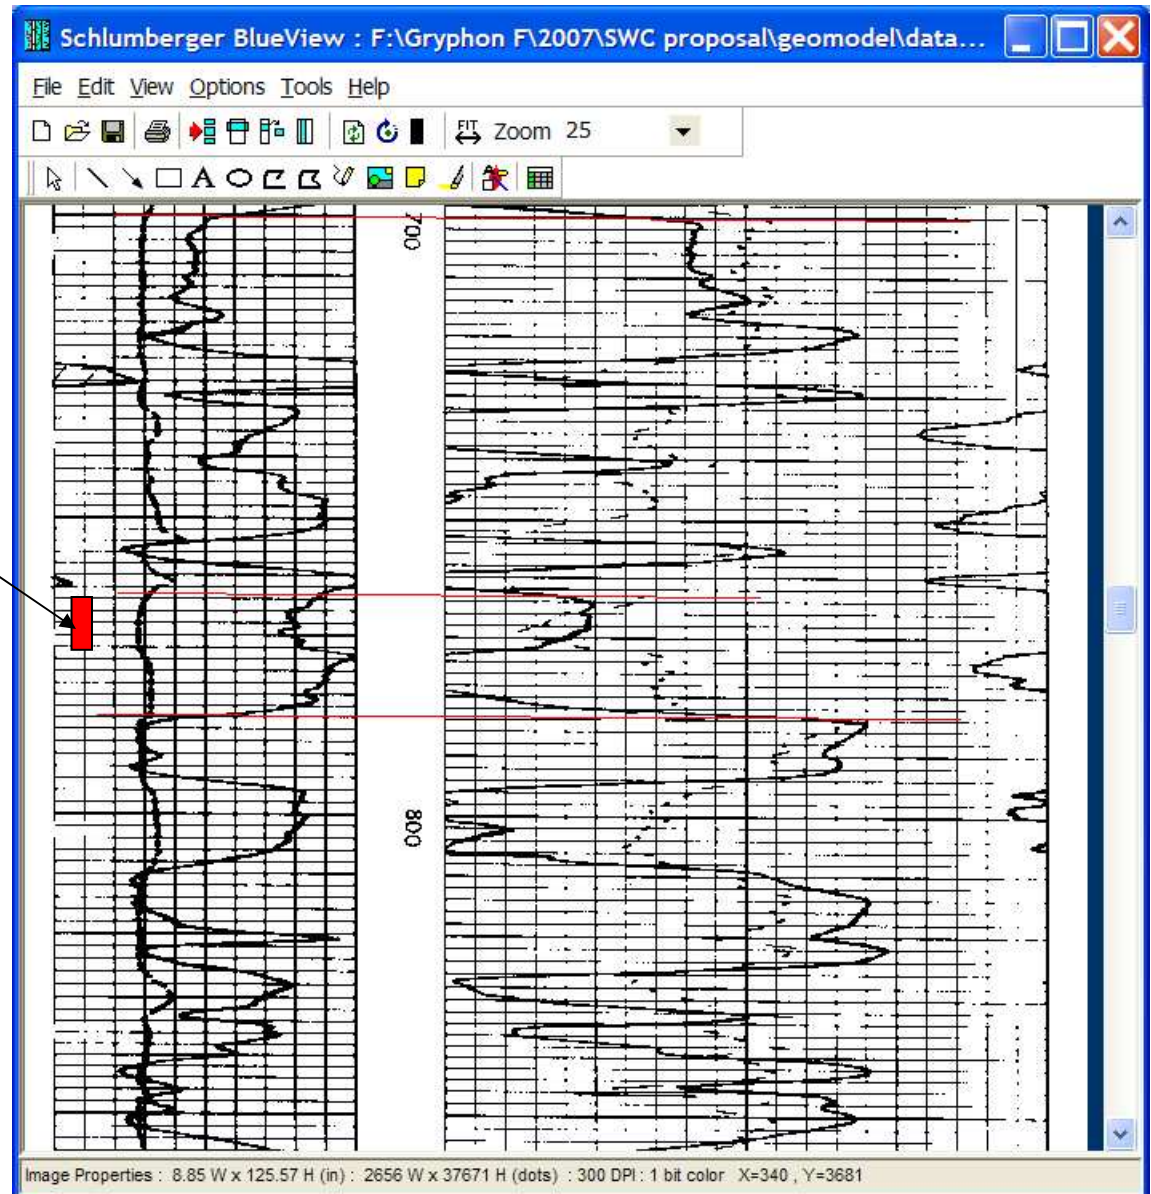 Schlumberger BlueView : F:\Gryphon F\2007\SWC proposal\geomodel\data...
File Edit View Options Tools Help
FIT Zoom 25
A
700
800
Image Properties : 8.85 W x 125.57 H (in) : 2656 W x 37671 H (dots) : 300 DPI : 1 bit color X=340 , Y=3681